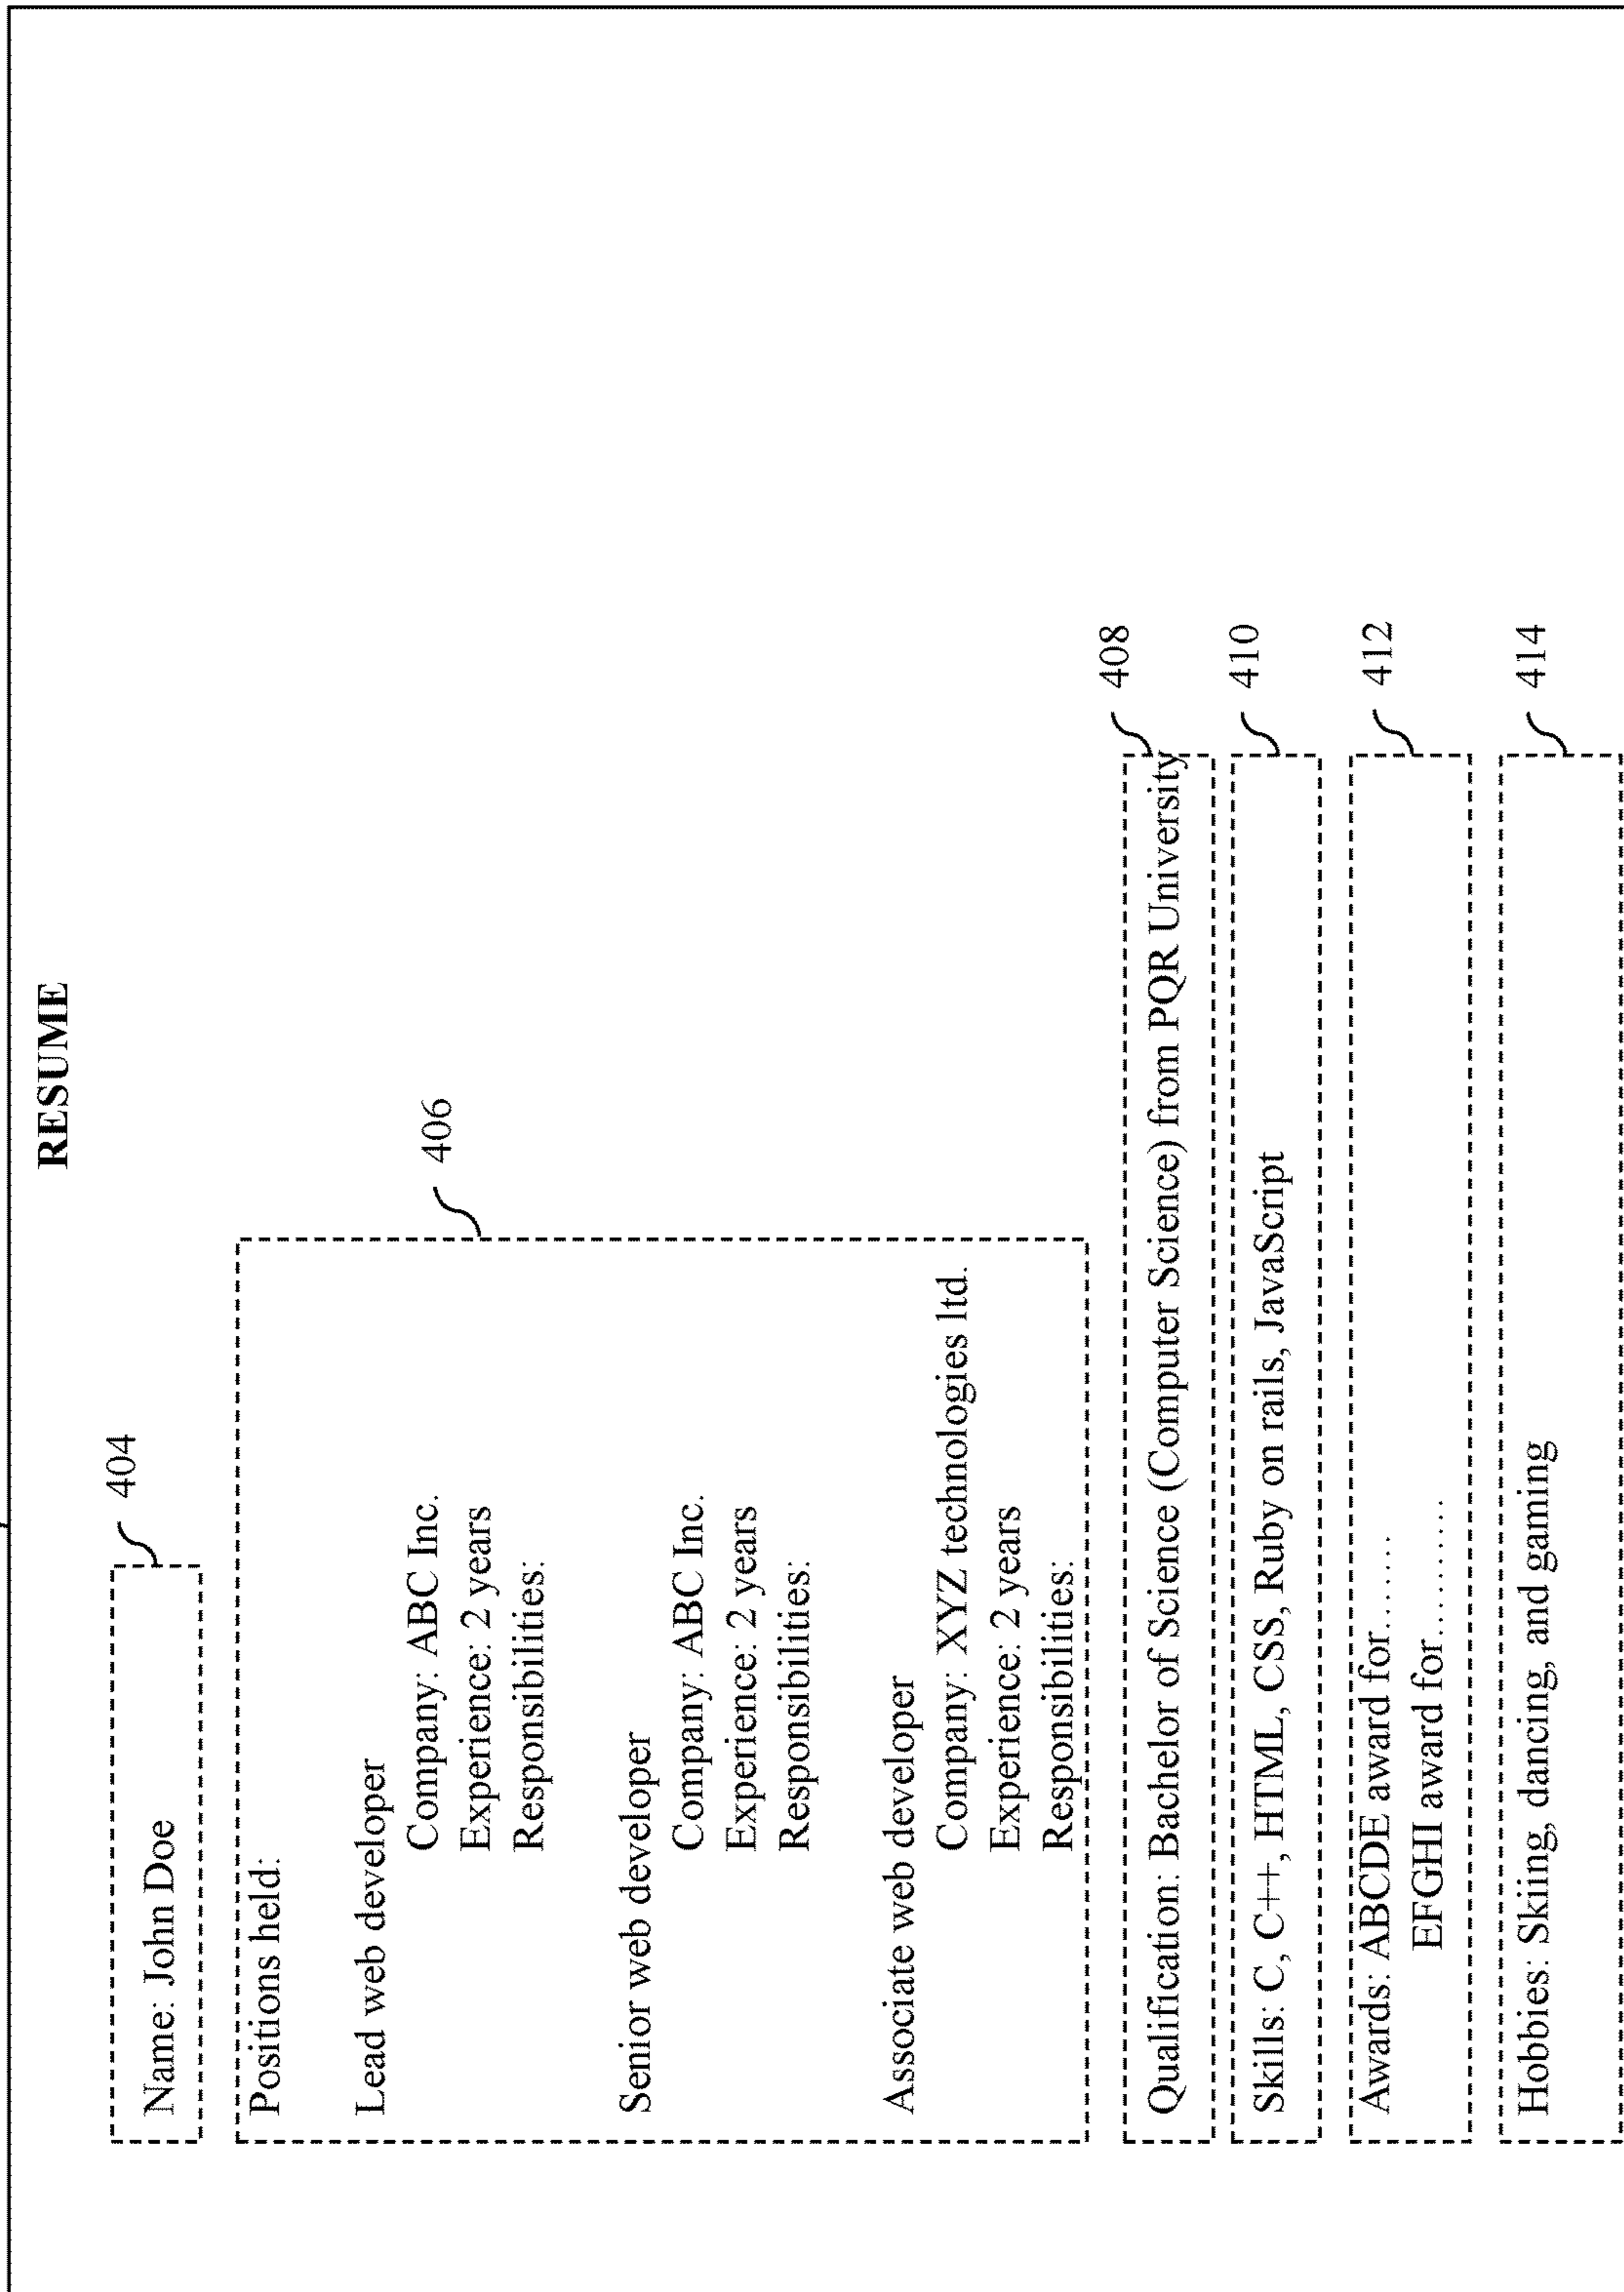 RESUME
404
Name: John Doe
406
Positions held:
Lead web developer
Company: ABC Inc.
Experience: 2 years
Responsibilities:
Senior web developer
Company: ABC Inc.
Experience: 2 years
Responsibilities:
Associate web developer
Company: XYZ technologies ltd.
Experience: 2 years
Responsibilities:
408
Qualification: Bachelor of Science (Computer Science) from PQR University
410
Skills: C, C++, HTML, CSS, Ruby on rails, JavaScript
412
Awards: ABCDE award for.......
EFGHI award for...........
414
Hobbies: Skiing, dancing, and gaming